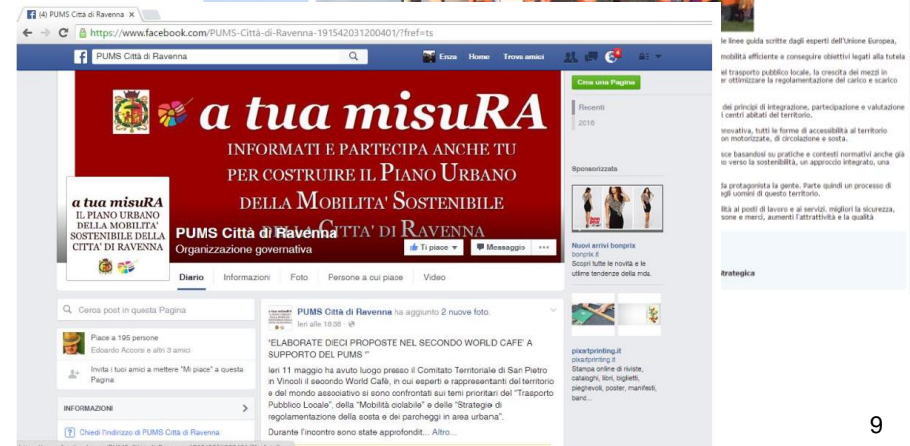 (4) PUMS Città di Ravenna
https://www.facebook.com/PUMS-Città-di-Ravenna-191542031200401/?fref=ts
PUMS Città di Ravenna
Enza Home Trova amici
a tua misuRA
INFORMATI E PARTECIPA ANCHE TU
PER COSTRUIRE IL PIANO URBANO
DELLA MOBILITA' SOSTENIBILE
DELLA CITTA' DI RAVENNA
a tua misuRA
IL PIANO URBANO
DELLA MOBILITA'
SOSTENIBILE DELLA
CITTA' DI RAVENNA
PUMS Città di Ravenna
Organizzazione governativa
Ti piace
Messaggio
Diario Informazioni Foto Persone a cui piace Video
Cerca post in questa Pagina
Piace a 195 persone
Edoardo Accorsi e altri 3 amici
Invita i tuoi amici a mettere "Mi piace" a questa
Pagina
INFORMAZIONI
Chiedi l'indirizzo di PUMS Città di Ravenna
PUMS Città di Ravenna ha aggiunto 2 nuove foto.
Ieri alle 18:38
'ELABORATE DIECI PROPOSTE NEL SECONDO WORLD CAFE' A
SUPPORTO DEL PUMS "
Ieri 11 maggio ha avuto luogo presso il Comitato Territoriale di San Pietro
in Vincoli il secondo World Cafè, in cui esperti e rappresentanti del territorio
e del mondo associativo si sono confrontati sui temi prioritari del "Trasporto
Pubblico Locale", della "Mobilità ciclabile" e delle "Strategie di
regolamentazione della sosta e dei parcheggi in area urbana".
Durante l'incontro sono state approfondit... Altro...
Crea una Pagina
Recenti
2016
Sponsorizzata
Nuovi arrivi bonprix
bonprix.it
Scopri tutte le novità e le
ultime tendenze della mda.
pixartprinting.it
pixartprinting.it
Stampa online di riviste,
cataloghi, libri, biglietti,
pieghevoli, poster, manifesti,
band...
le linee guida scritte dagli esperti dell'Unione Europea,
mobilità efficiente e conseguire obiettivi legati alla tutela
el trasporto pubblico locale, la crescita dei mezzi in
er ottimizzare la regolamentazione del carico e scarico
dei principi di integrazione, partecipazione e valutazione
i centri abitati del territorio.
nnovativa, tutti le forme di accessibilità al territorio
on motorizzate, di circolazione e sosta.
sce basandosi su pratiche e contesti normativi anche già
o verso la sostenibilità, un approccio integrato, una
da protagonista la gente. Parte quindi un processo di
egli uomini di questo territorio.
lità ai posti di lavoro e ai servizi, migliori la sicurezza,
sone e merci, aumenti l'attrattività e la qualità
trategica
9